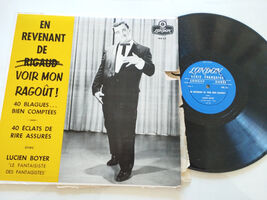 EN
REVENANT
DE
RIGAUD
VOIR MON
RAGOÛT!
40 BLAGUES...
BIEN COMPTÉES
40 ÉCLATS DE
RIRE ASSURÉS
avec
LUCIEN BOYER
"LE FANTAISISTE
DES FANTAISISTES"
LONDON
LONDON